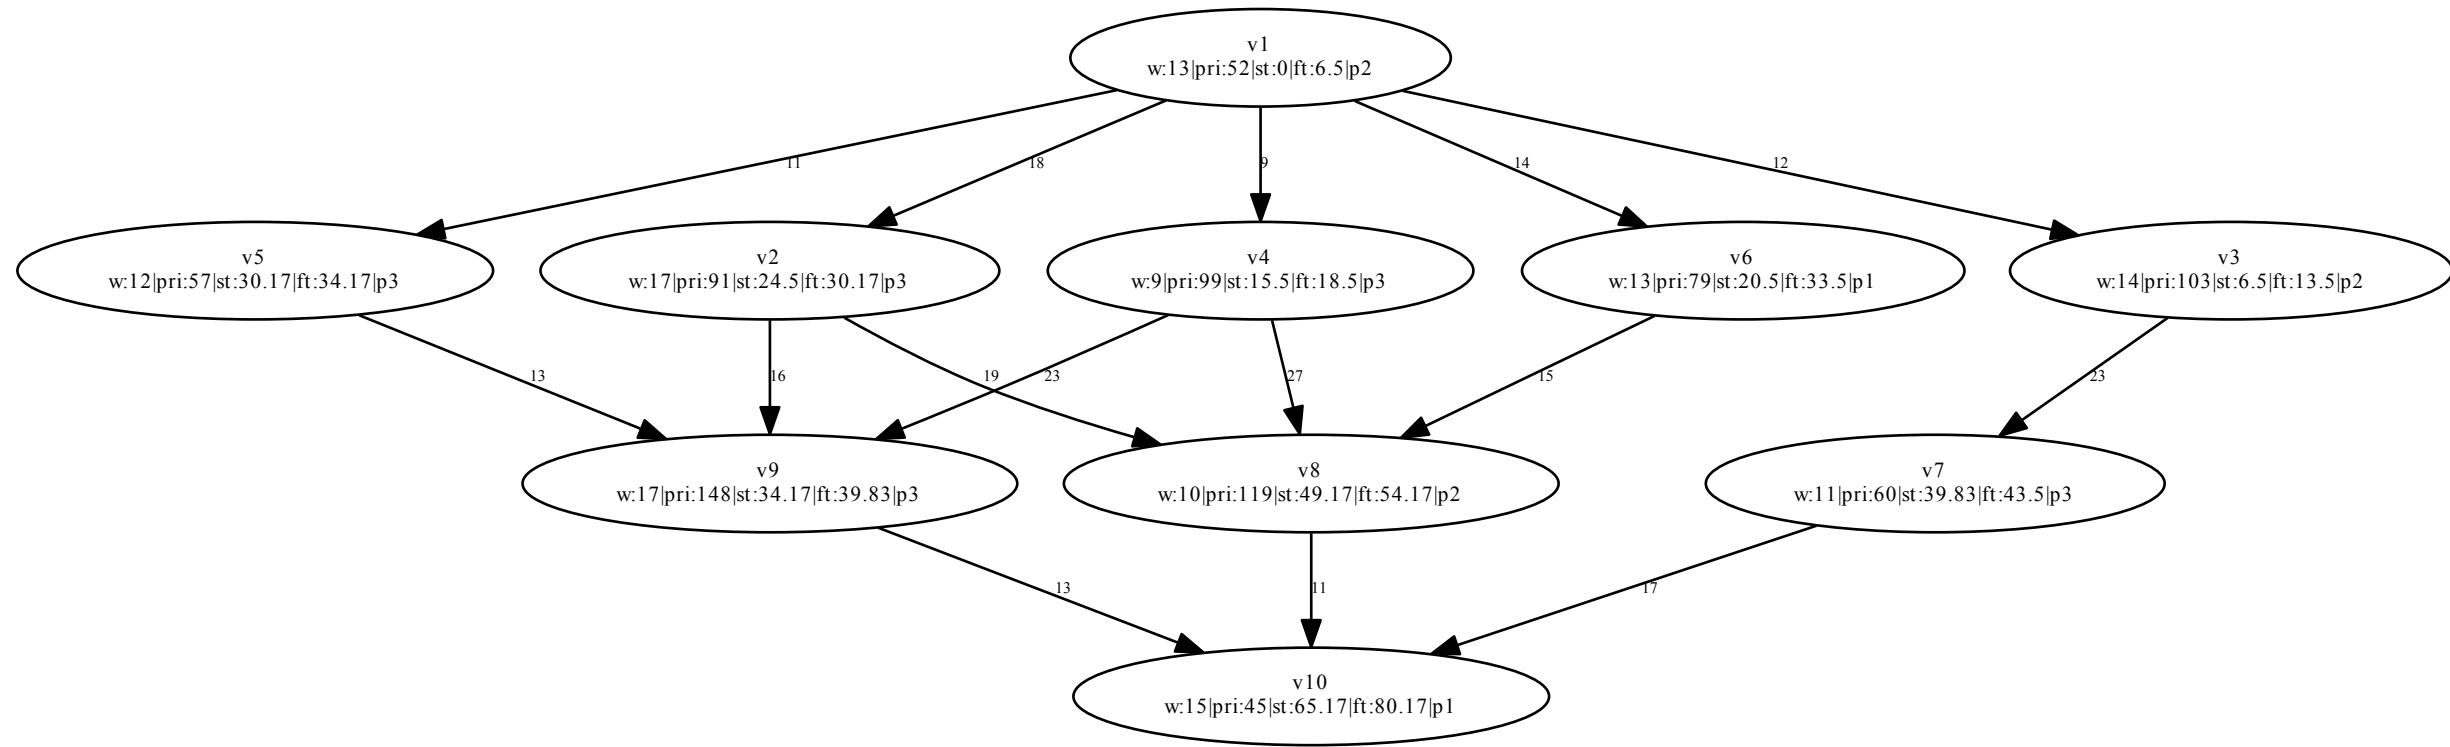 v1
w:13|pri:52|st:0|ft:6.5|p2
11
18
9
14
12
v5
w:12|pri:57|st:30.17|ft:34.17|p3
v2
w:17|pri:91|st:24.5|ft:30.17|p3
v4
w:9|pri:99|st:15.5|ft:18.5|p3
v6
w:13|pri:79|st:20.5|ft:33.5|p1
v3
w:14|pri:103|st:6.5|ft:13.5|p2
13
16
19
23
27
15
23
v9
w:17|pri:148|st:34.17|ft:39.83|p3
v8
w:10|pri:119|st:49.17|ft:54.17|p2
v7
w:11|pri:60|st:39.83|ft:43.5|p3
13
11
17
v10
w:15|pri:45|st:65.17|ft:80.17|p1